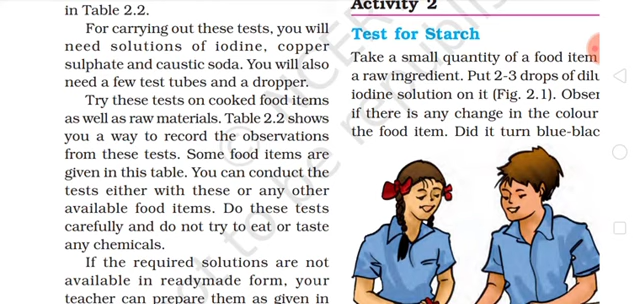 in Table 2.2.
For carrying out these tests, you will
need solutions of iodine, copper
sulphate and caustic soda. You will also
need a few test tubes and a dropper.
Try these tests on cooked food items
as well as raw materials. Table 2.2 shows
you a way to record the observations
from these tests. Some food items are
given in this table. You can conduct the
tests either with these or any other
available food items. Do these tests
carefully and do not try to eat or taste
any chemicals.
If the required solutions are not
available in readymade form, your
teacher can prepare them as given in
Activity 2
Test for Starch
Take a small quantity of a food item
a raw ingredient. Put 2-3 drops of
iodine solution on it (Fig. 2.1).
if there is any change in the colour
the food item. Did it turn